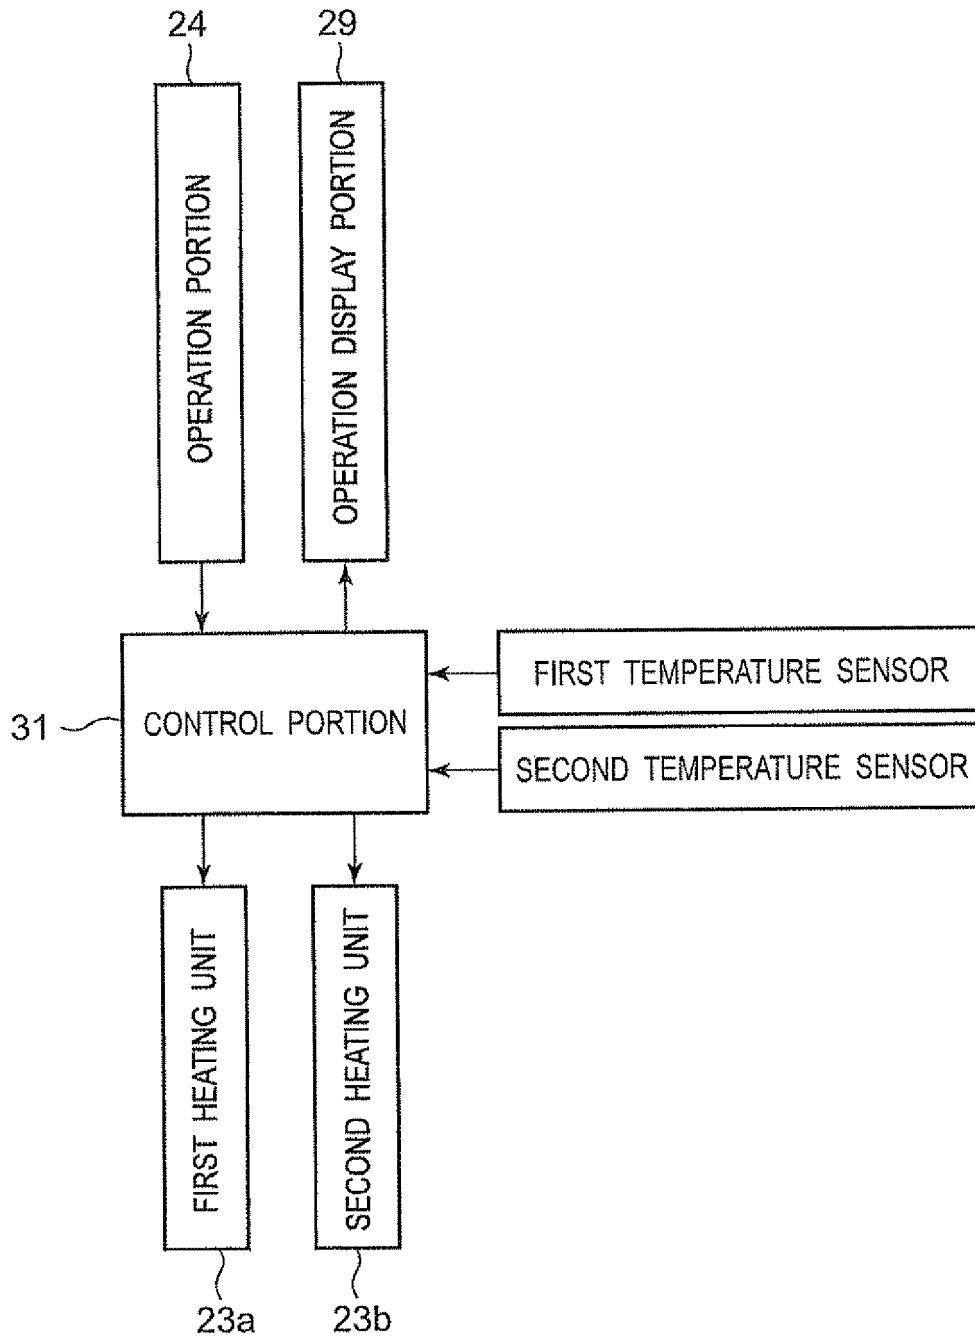 24
29
OPERATION PORTION
OPERATION DISPLAY PORTION
31
CONTROL PORTION
FIRST TEMPERATURE SENSOR
SECOND TEMPERATURE SENSOR
FIRST HEATING UNIT
SECOND HEATING UNIT
23a
23b